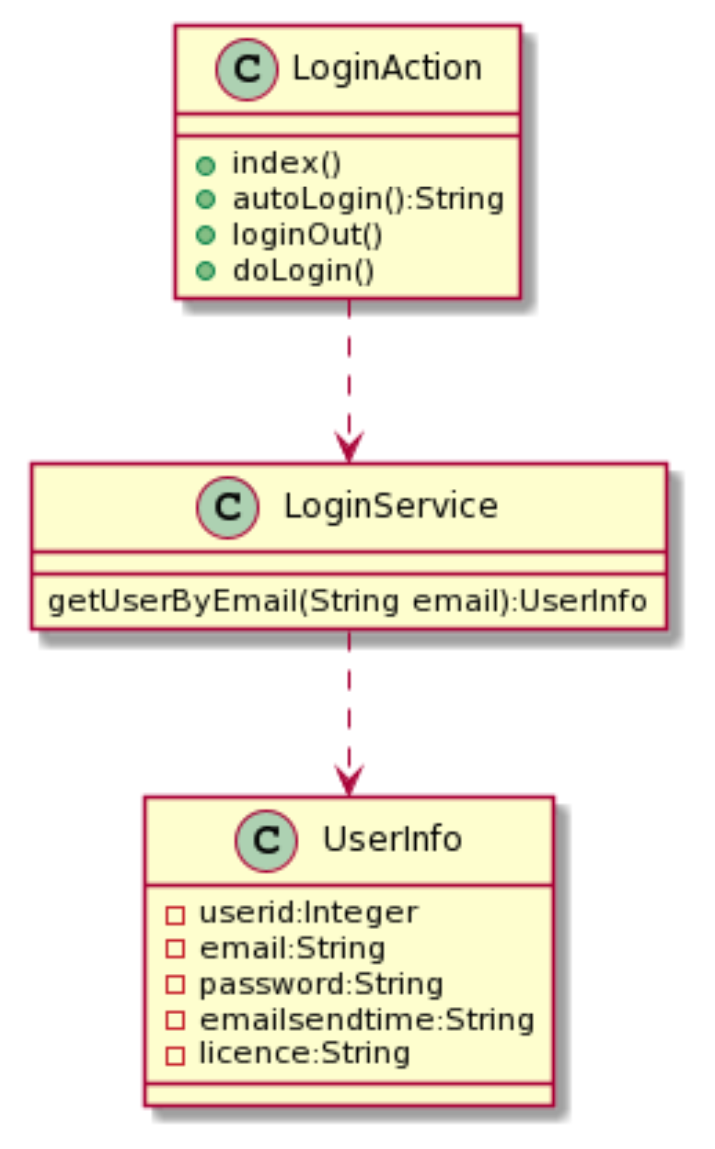 C LoginAction
index()
autoLogin():String
loginOut()
doLogin()
C LoginService
getUserByEmail(String email):UserInfo
C UserInfo
userid:Integer
email:String
password:String
emailsendtime:String
licence:String